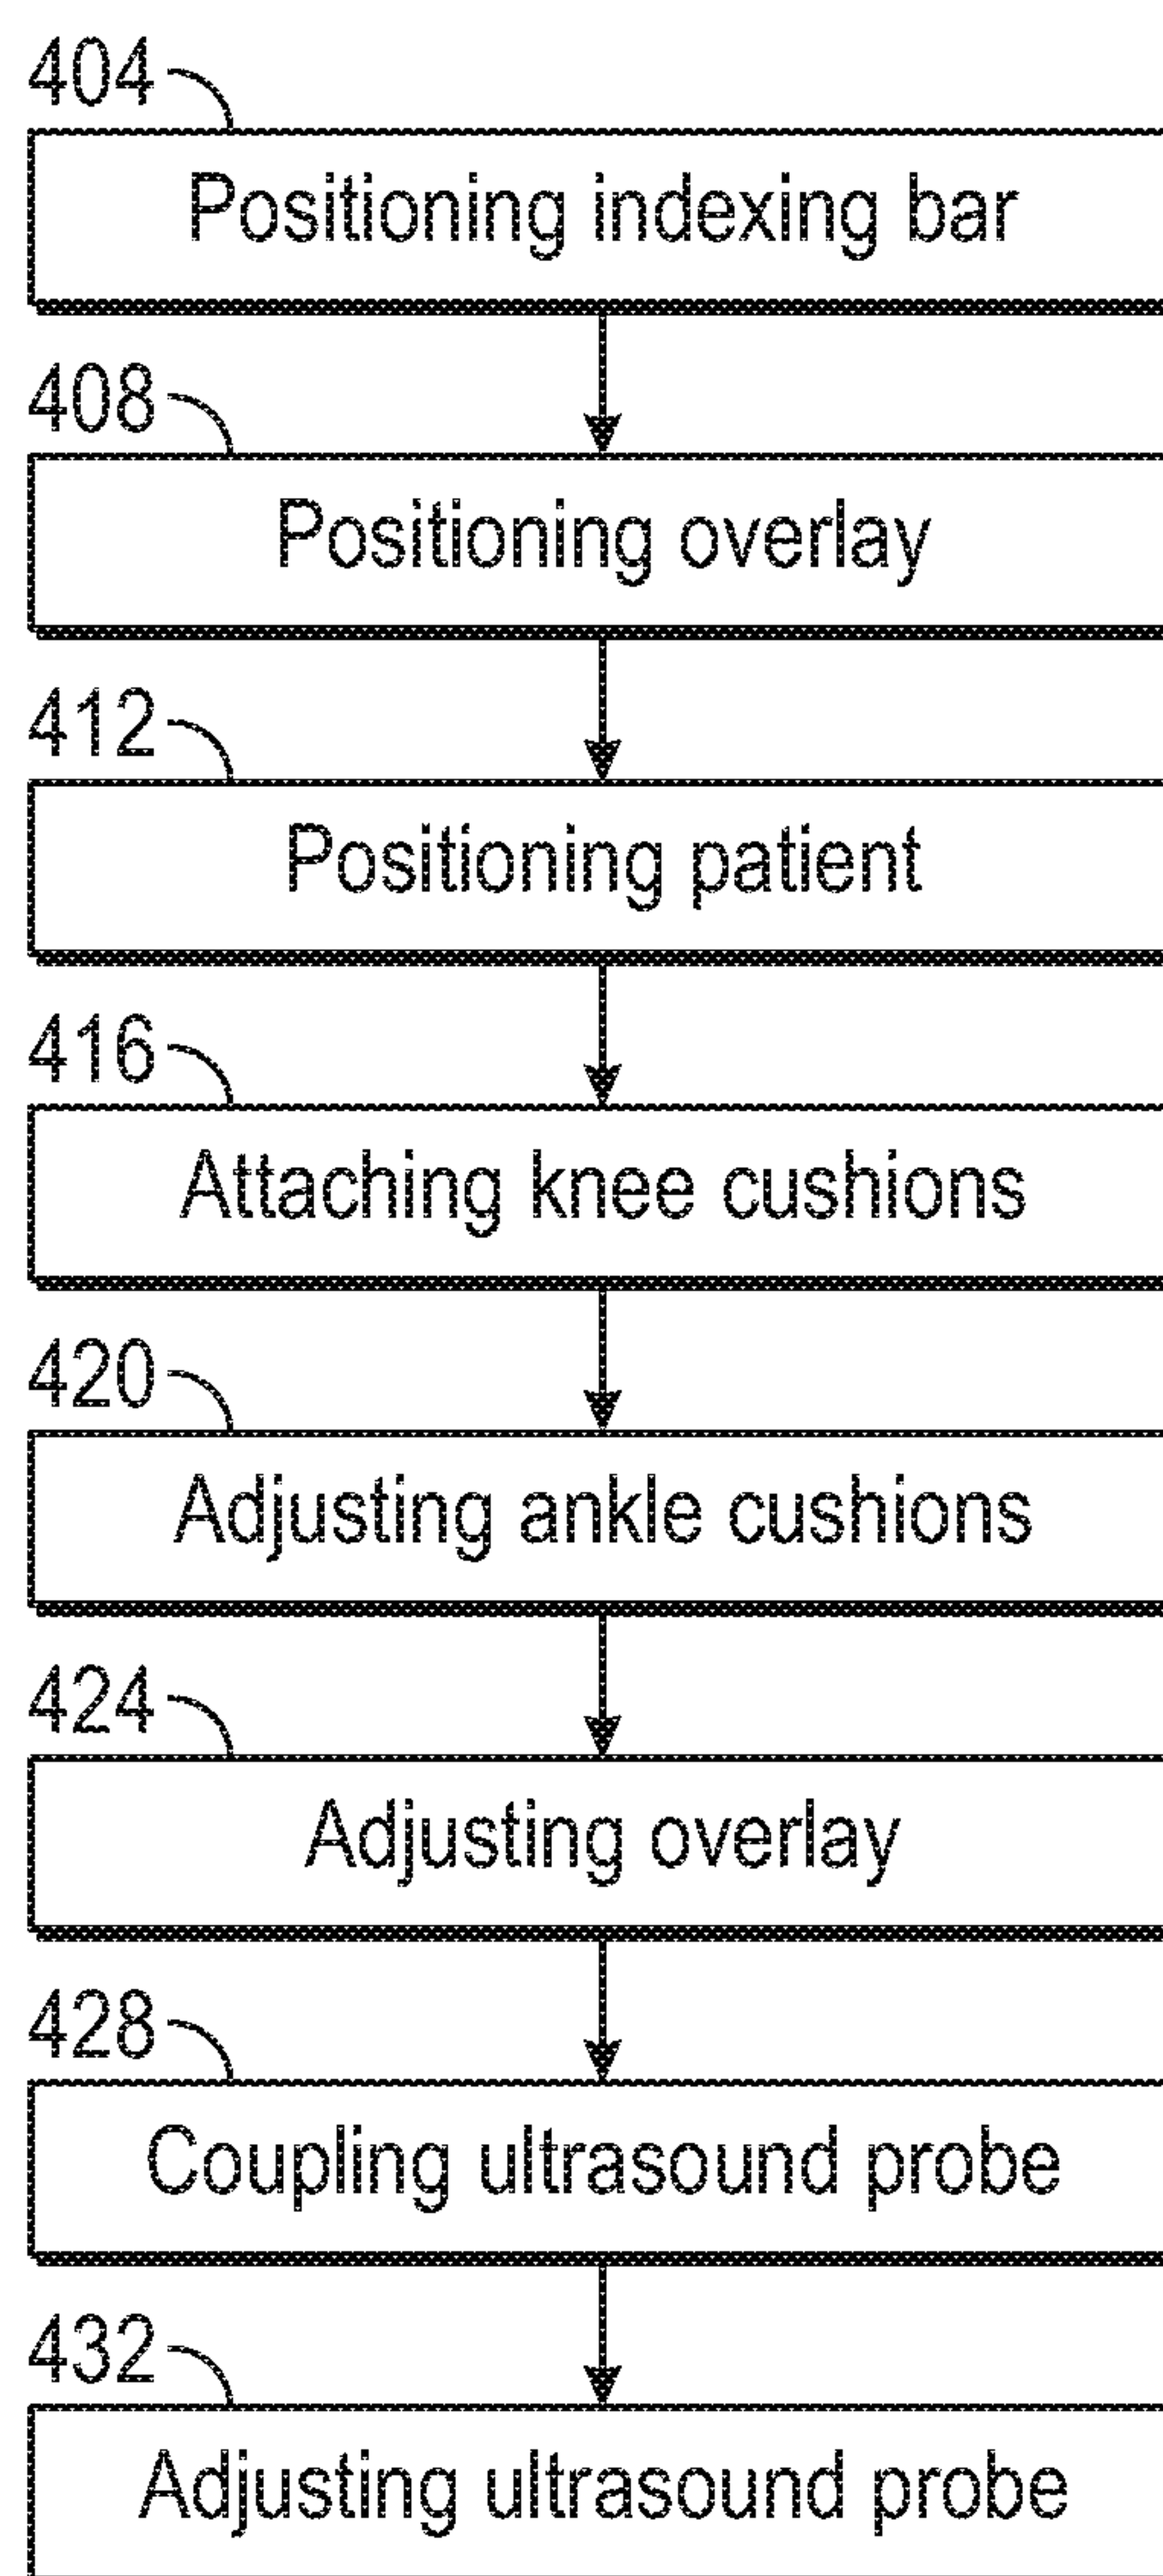 404
Positioning indexing bar
408
Positioning overlay
412
Positioning patient
416
Attaching knee cushions
420
Adjusting ankle cushions
424
Adjusting overlay
428
Coupling ultrasound probe
432
Adjusting ultrasound probe